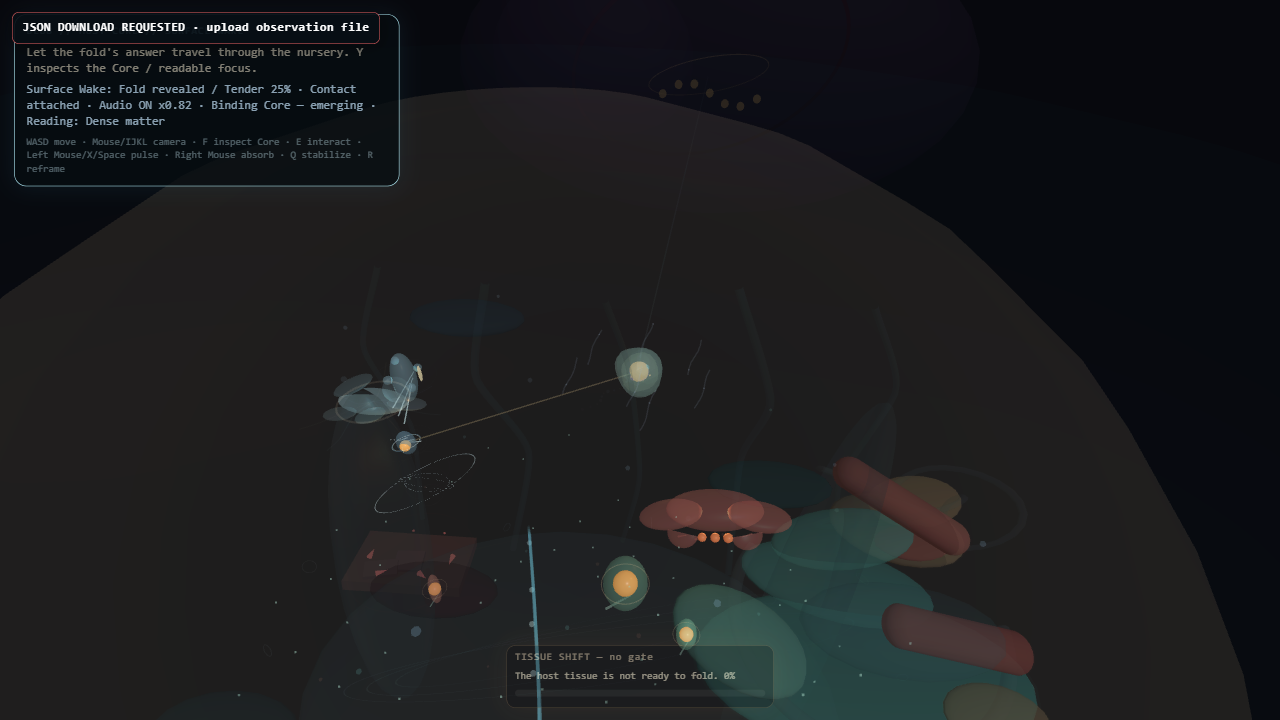 JSON DOWNLOAD REQUESTED · upload observation file
Let the fold's answer travel through the nursery. Y
inspects the Core / readable focus.
Surface Wake: Fold revealed / Tender 25% · Contact
attached · Audio ON x0.82 · Binding Core — emerging ·
Reading: Dense matter
WASD move · Mouse/IJKL camera · F inspect Core · E interact ·
Left Mouse/X/Space pulse · Right Mouse absorb · Q stabilize · R
reframe
TISSUE SHIFT — no gate
The host tissue is not ready to fold. 0%